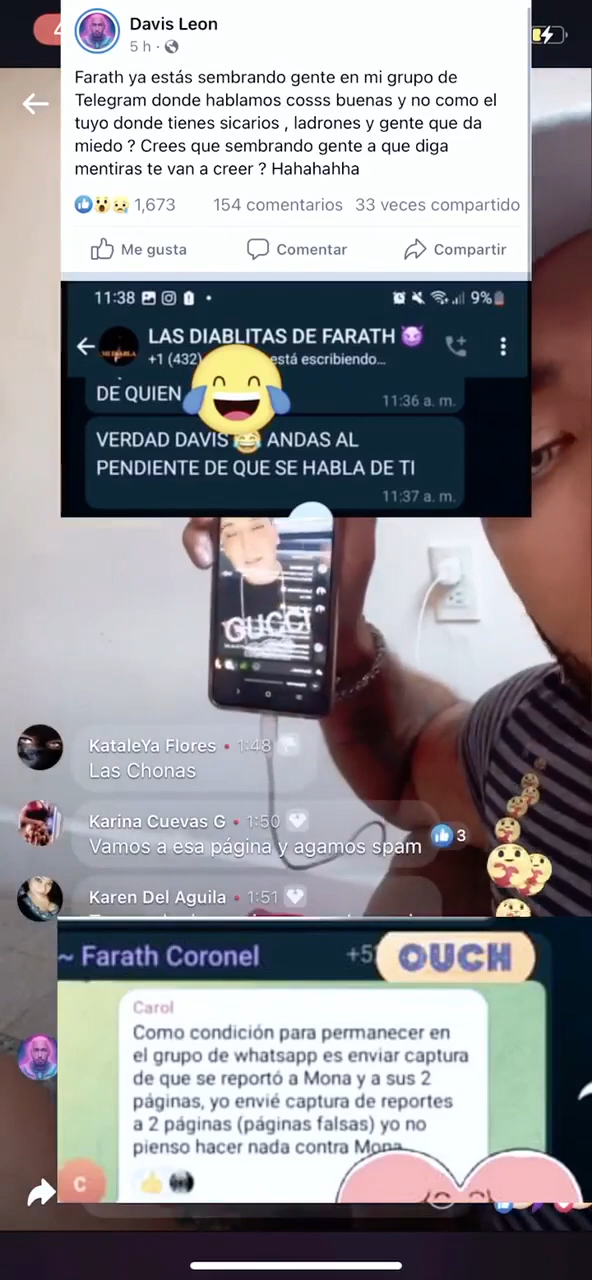 Davis Leon
5 h
Farath ya estás sembrando gente en mi grupo de
Telegram donde hablamos cosss buenas y no como el
tuyo donde tienes sicarios , ladrones y gente que da
miedo ? Crees que sembrando gente a que diga
mentiras te van a creer ? Hahahahha
1,673 154 comentarios 33 veces compartido
Me gusta Comentar Compartir
11:38 9%
LAS DIABLITAS DE FARATH 😈
+1 (432) está escribiendo...
DE QUIEN
11:36 a. m.
VERDAD DAVIS😂 ANDAS AL
PENDIENTE DE QUE SE HABLA DE TI
11:37 a. m.
GUCCI
KataleYa Flores • 1:48
Las Chonas
Karina Cuevas G • 1:50
Vamos a esa página y agamos spam
3
Karen Del Aguila • 1:51
~ Farath Coronel +5
OUCH
Carol
Como condición para permanecer en
el grupo de whatsapp es enviar captura
de que se reportó a Mona y a sus 2
páginas, yo envié captura de reportes
a 2 páginas (páginas falsas) yo no
pienso hacer nada contra Mona
C